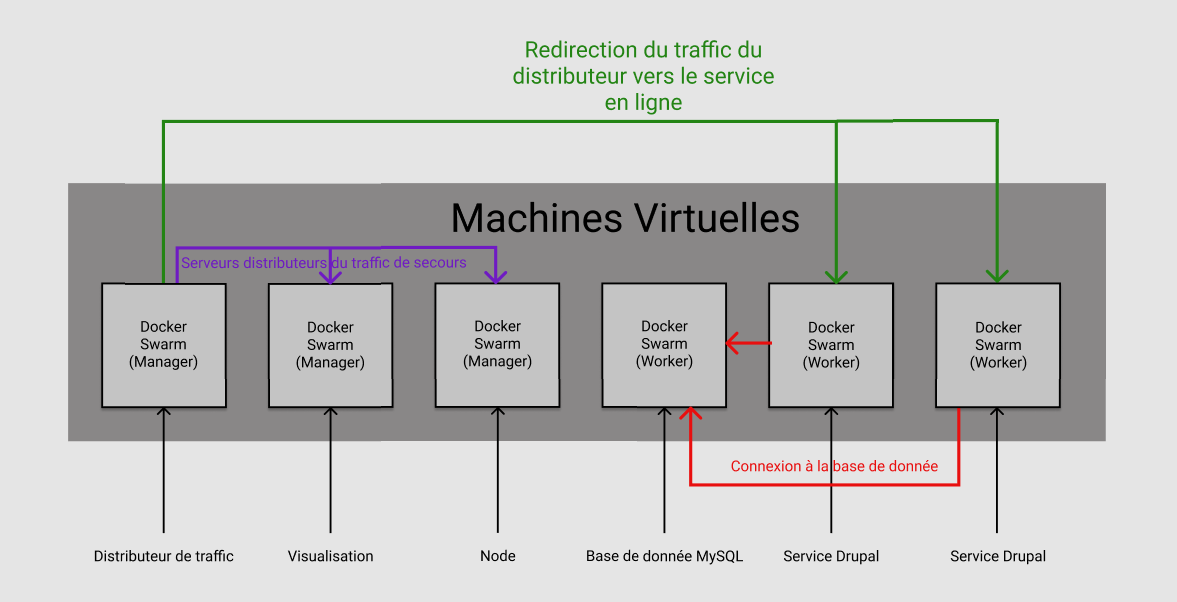 Redirection du traffic du
distributeur vers le service
en ligne
Machines Virtuelles
Serveurs distributeurs du traffic de secours
Docker
Swarm
(Manager)
Docker
Swarm
(Manager)
Docker
Swarm
(Manager)
Docker
Swarm
(Worker)
Docker
Swarm
(Worker)
Docker
Swarm
(Worker)
Connexion à la base de donnée
Distributeur de traffic
Visualisation
Node
Base de donnée MySQL
Service Drupal
Service Drupal